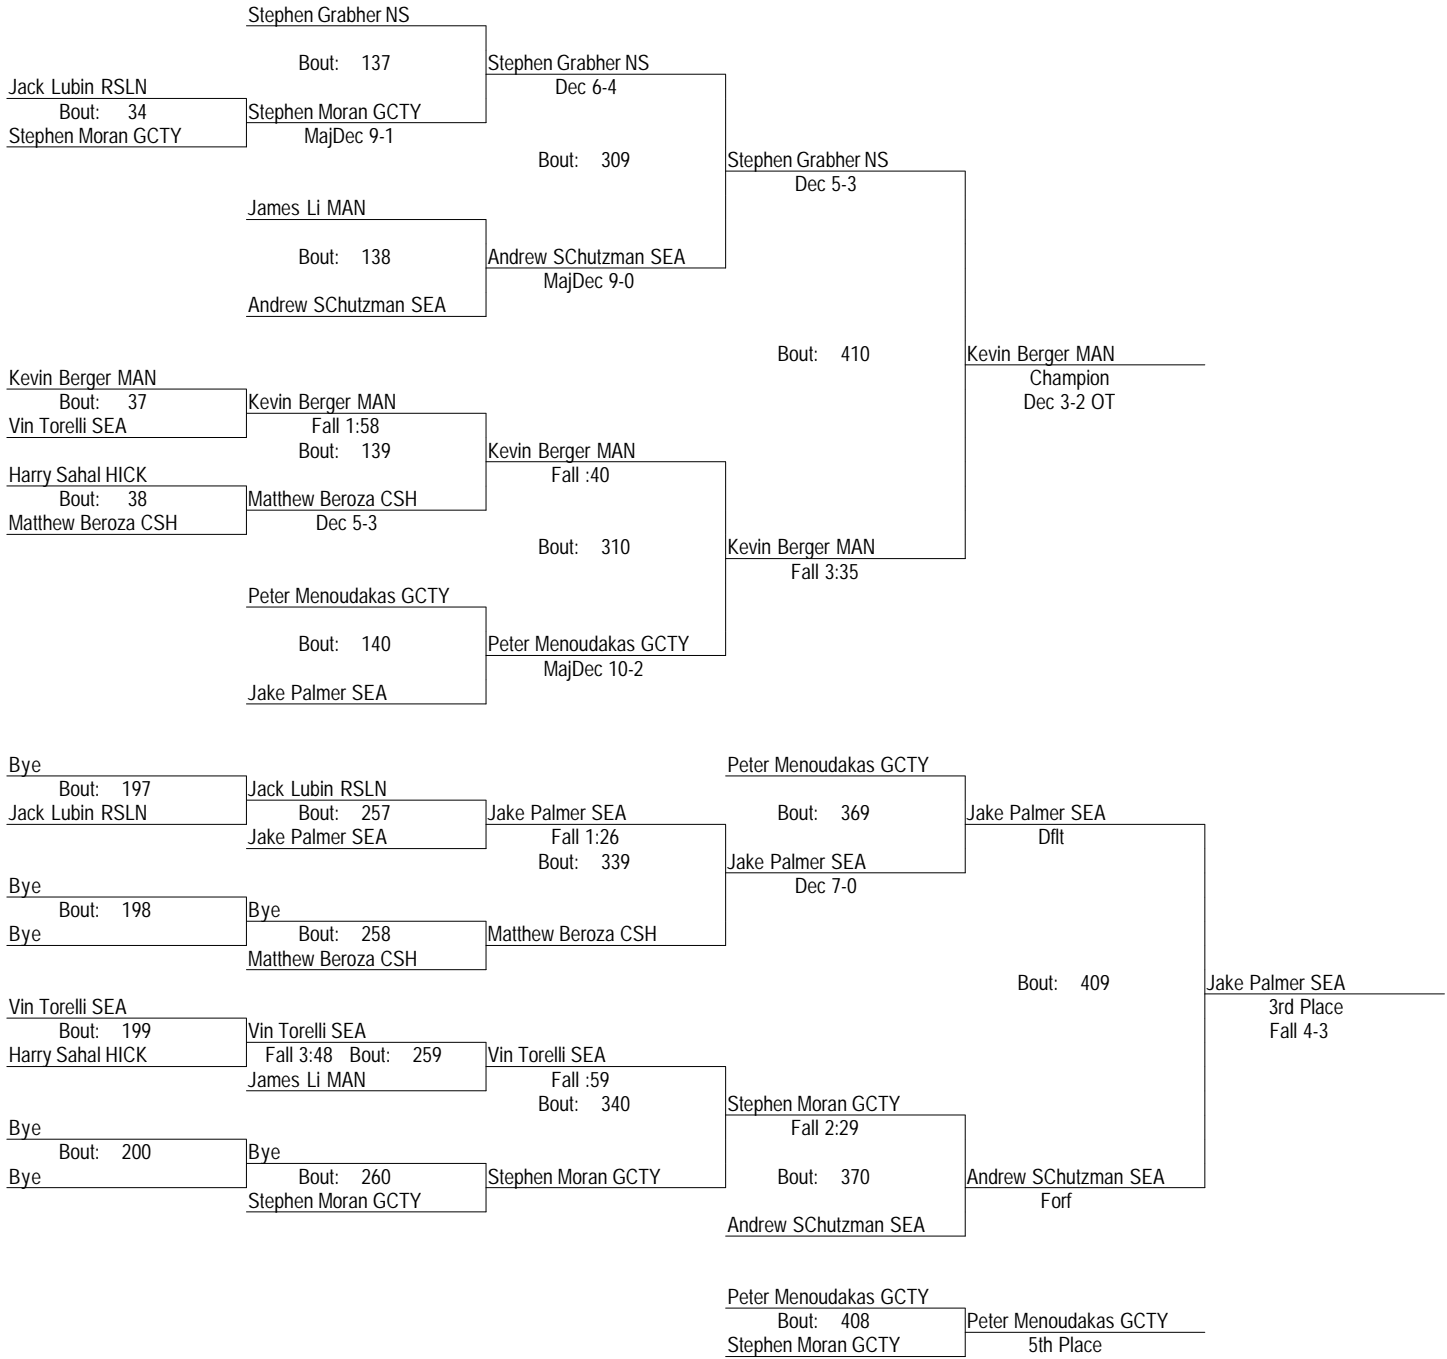 Stephen Grabher NS
Bout: 137
Stephen Grabher NS
Jack Lubin RSLN
Dec 6-4
Bout: 34
Stephen Moran GCTY
Stephen Moran GCTY
MajDec 9-1
Bout: 309
Stephen Grabher NS
Dec 5-3
James Li MAN
Bout: 138
Andrew SChutzman SEA
MajDec 9-0
Andrew SChutzman SEA
Bout: 410
Kevin Berger MAN
Kevin Berger MAN
Champion
Bout: 37
Kevin Berger MAN
Dec 3-2 OT
Vin Torelli SEA
Fall 1:58
Bout: 139
Kevin Berger MAN
Harry Sahal HICK
Fall :40
Bout: 38
Matthew Beroza CSH
Matthew Beroza CSH
Dec 5-3
Bout: 310
Kevin Berger MAN
Fall 3:35
Peter Menoudakas GCTY
Bout: 140
Peter Menoudakas GCTY
MajDec 10-2
Jake Palmer SEA
Bye
Peter Menoudakas GCTY
Bout: 197
Jack Lubin RSLN
Jack Lubin RSLN
Bout: 257
Jake Palmer SEA
Bout: 369
Jake Palmer SEA
Jake Palmer SEA
Fall 1:26
Dflt
Bout: 339
Jake Palmer SEA
Bye
Dec 7-0
Bout: 198
Bye
Bye
Bout: 258
Matthew Beroza CSH
Matthew Beroza CSH
Bout: 409
Jake Palmer SEA
Vin Torelli SEA
3rd Place
Bout: 199
Vin Torelli SEA
Fall 4-3
Harry Sahal HICK
Fall 3:48 Bout: 259
Vin Torelli SEA
James Li MAN
Fall :59
Bout: 340
Stephen Moran GCTY
Bye
Fall 2:29
Bout: 200
Bye
Bye
Bout: 260
Stephen Moran GCTY
Bout: 370
Andrew SChutzman SEA
Stephen Moran GCTY
Forf
Andrew SChutzman SEA
Peter Menoudakas GCTY
Bout: 408
Peter Menoudakas GCTY
Stephen Moran GCTY
5th Place